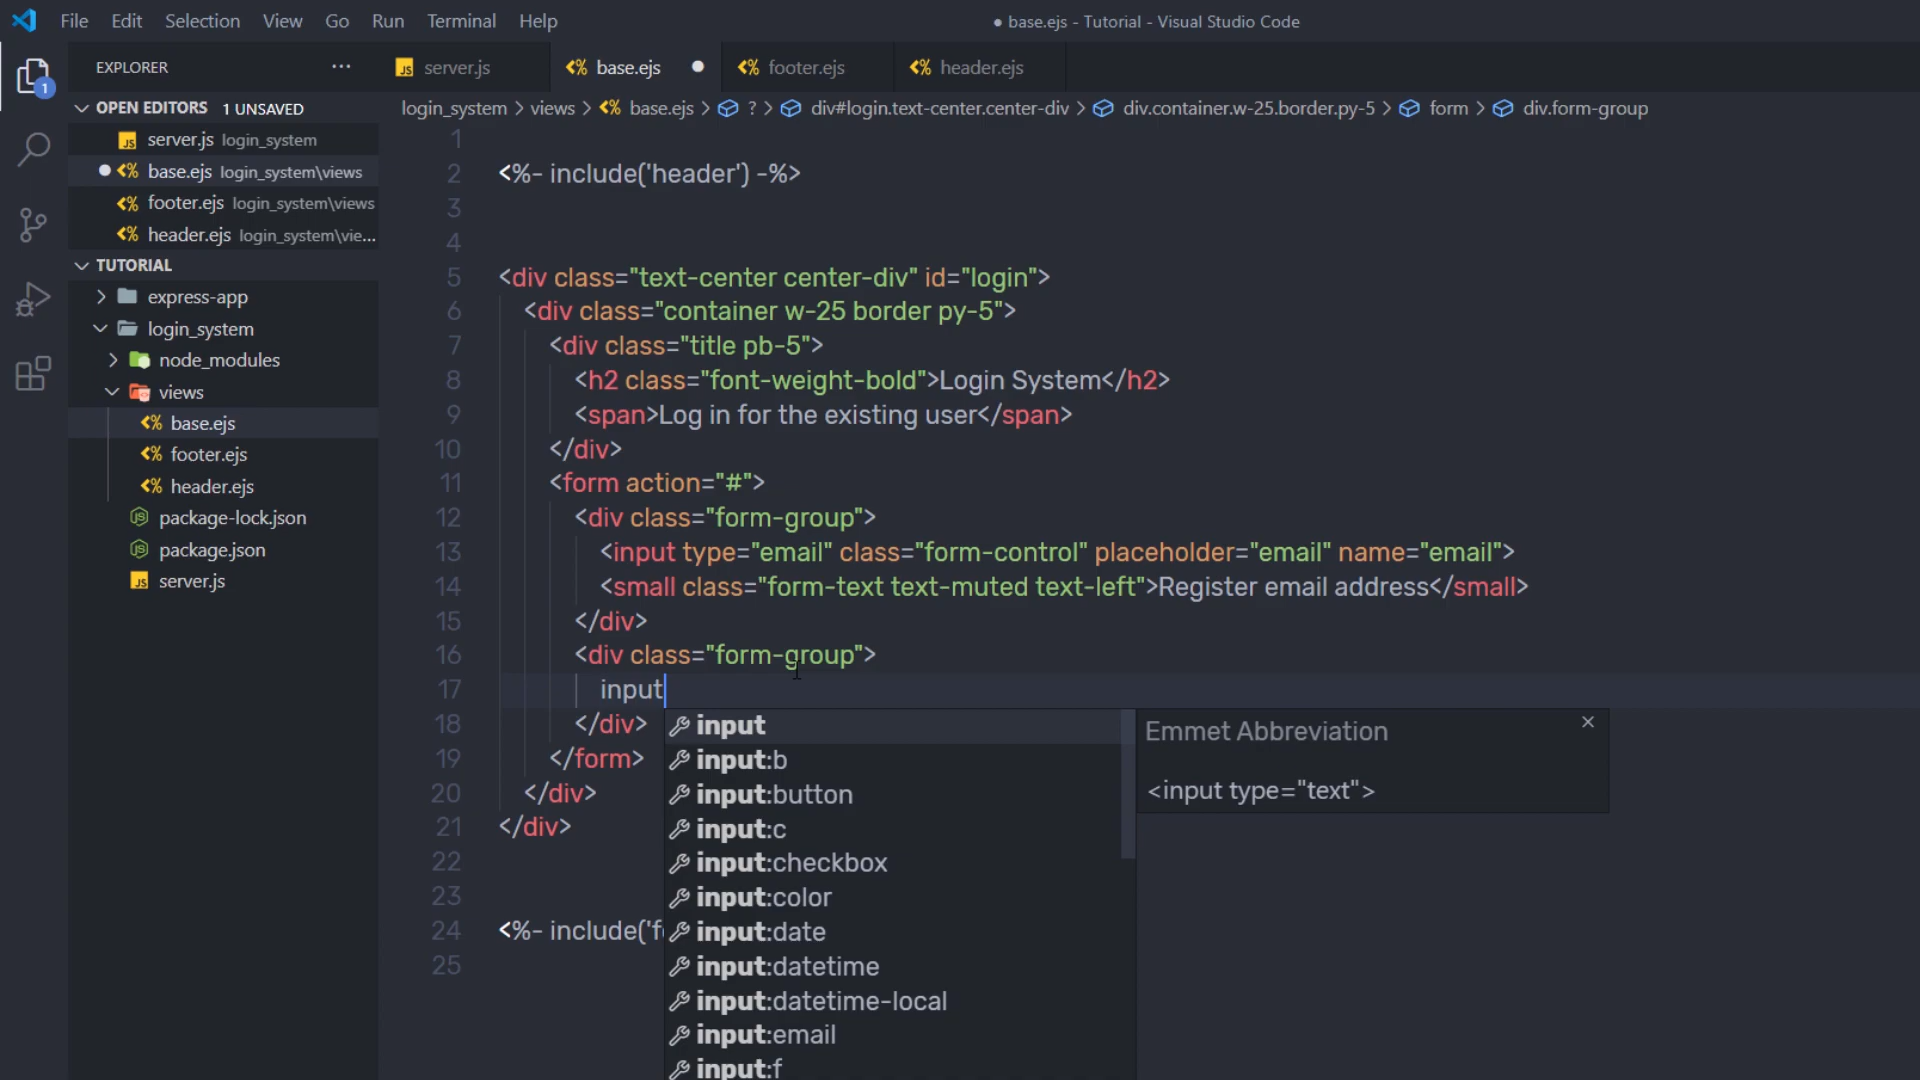 File Edit Selection View Go Run Terminal Help
● base.ejs - Tutorial - Visual Studio Code
EXPLORER ···
server.js base.ejs ● footer.ejs header.ejs
OPEN EDITORS 1 UNSAVED
server.js login_system
base.ejs login_system\views
footer.ejs login_system\views
header.ejs login_system\vie...
TUTORIAL
express-app
login_system
node_modules
views
base.ejs
footer.ejs
header.ejs
package-lock.json
package.json
server.js
1
login_system > views > base.ejs > ? > div#login.text-center.center-div > div.container.w-25.border.py-5 > form > div.form-group
1
2 <%- include('header') -%>
3
4
5 <div class="text-center center-div" id="login">
6 <div class="container w-25 border py-5">
7 <div class="title pb-5">
8 <h2 class="font-weight-bold">Login System</h2>
9 <span>Log in for the existing user</span>
10 </div>
11 <form action="#">
12 <div class="form-group">
13 <input type="email" class="form-control" placeholder="email" name="email">
14 <small class="form-text text-muted text-left">Register email address</small>
15 </div>
16 <div class="form-group">
17 input
18 </div>
19 </form>
20 </div>
21 </div>
22
23
24 <%- include('f
25
input
input:b
input:button
input:c
input:checkbox
input:color
input:date
input:datetime
input:datetime-local
input:email
input:f
Emmet Abbreviation
<input type="text">